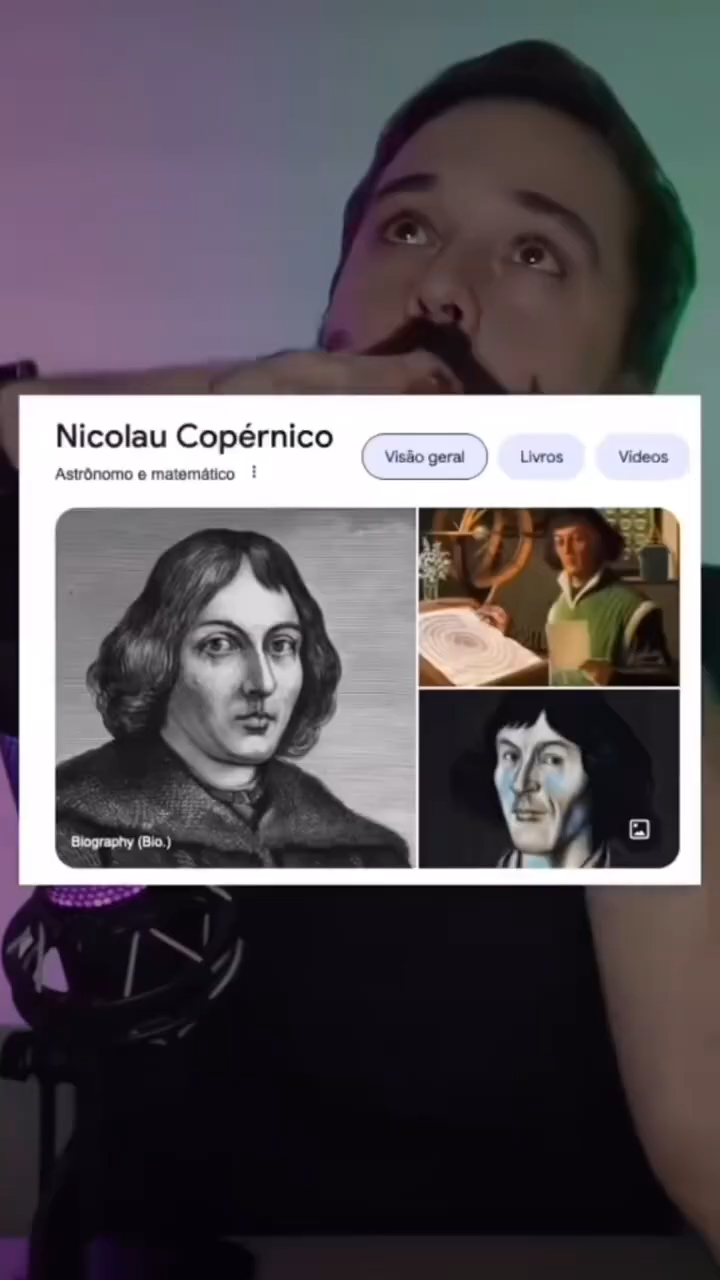 Nicolau Copérnico
Astrônomo e matemático
Visão geral
Livros
Vídeos
Biography (Bio.)